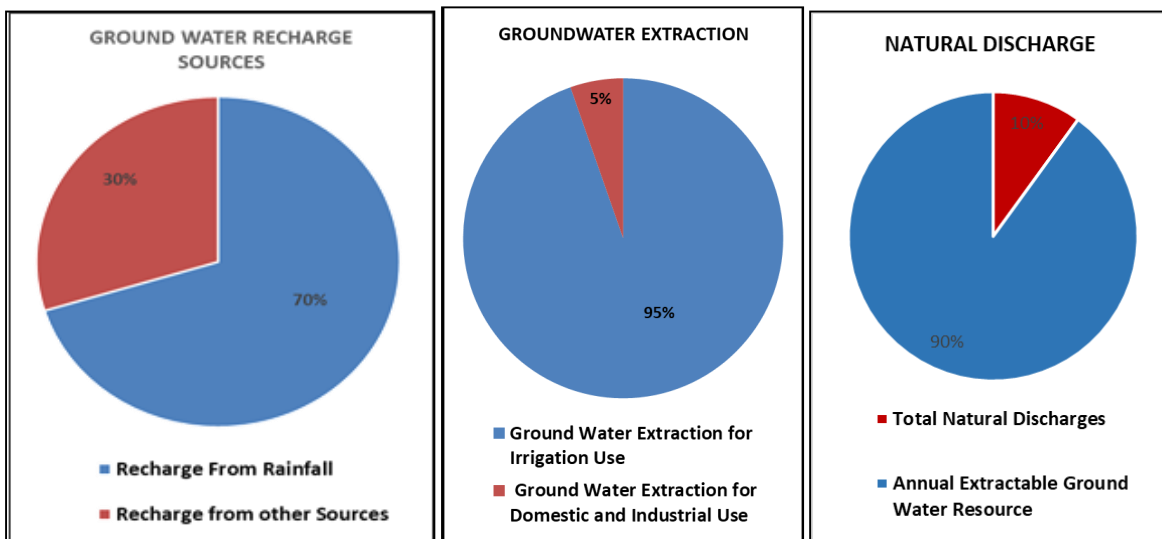 GROUND WATER RECHARGE
SOURCES
30%
70%
Recharge From Rainfall
Recharge from other Sources
GROUNDWATER EXTRACTION
5%
95%
Ground Water Extraction for
Irrigation Use
Ground Water Extraction for
Domestic and Industrial Use
NATURAL DISCHARGE
10%
90%
Total Natural Discharges
Annual Extractable Ground
Water Resource